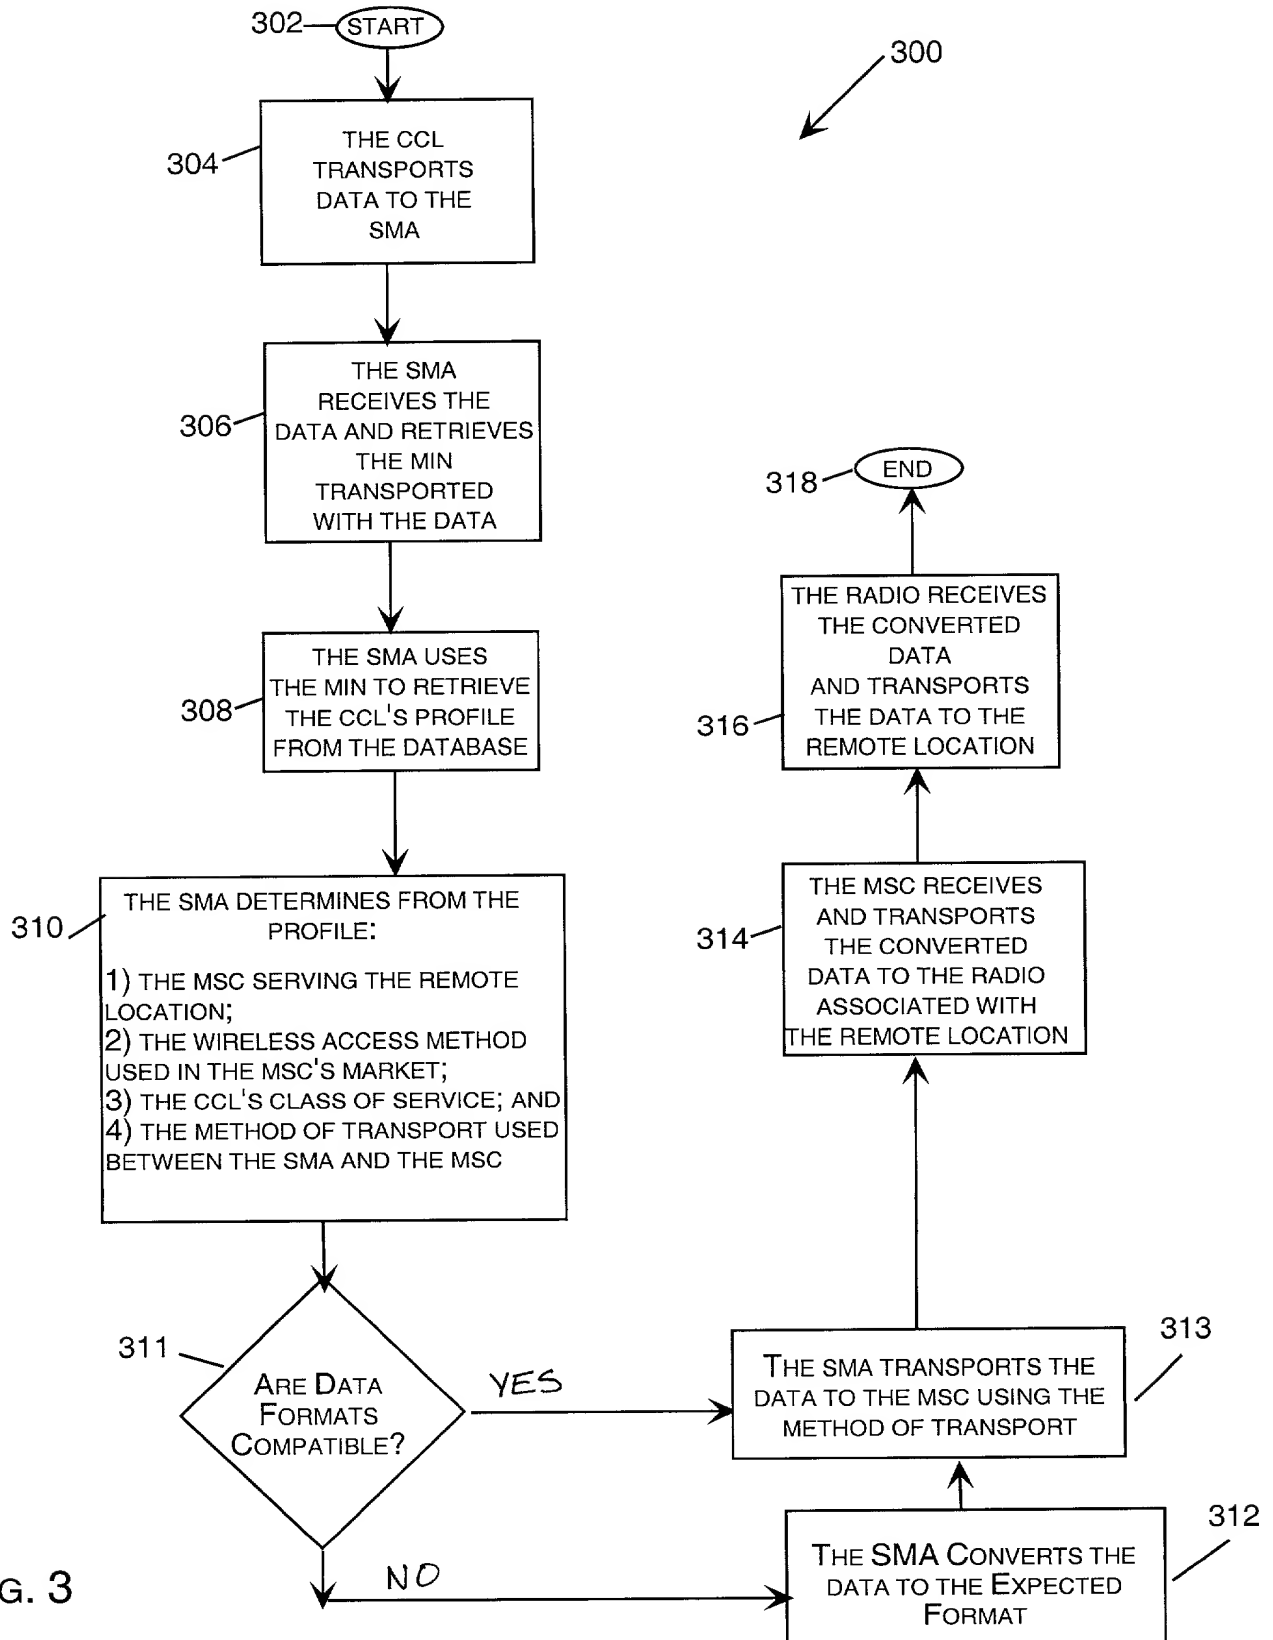 302
START
300
304
THE CCL
TRANSPORTS
DATA TO THE
SMA
306
THE SMA
RECEIVES THE
DATA AND RETRIEVES
THE MIN
TRANSPORTED
WITH THE DATA
308
THE SMA USES
THE MIN TO RETRIEVE
THE CCL'S PROFILE
FROM THE DATABASE
310
THE SMA DETERMINES FROM THE
PROFILE:
1) THE MSC SERVING THE REMOTE
LOCATION;
2) THE WIRELESS ACCESS METHOD
USED IN THE MSC'S MARKET;
3) THE CCL'S CLASS OF SERVICE; AND
4) THE METHOD OF TRANSPORT USED
BETWEEN THE SMA AND THE MSC
311
ARE DATA
FORMATS
COMPATIBLE?
YES
NO
312
THE SMA CONVERTS THE
DATA TO THE EXPECTED
FORMAT
313
THE SMA TRANSPORTS THE
DATA TO THE MSC USING THE
METHOD OF TRANSPORT
314
THE MSC RECEIVES
AND TRANSPORTS
THE CONVERTED
DATA TO THE RADIO
ASSOCIATED WITH
THE REMOTE LOCATION
316
THE RADIO RECEIVES
THE CONVERTED
DATA
AND TRANSPORTS
THE DATA TO THE
REMOTE LOCATION
318
END
G. 3